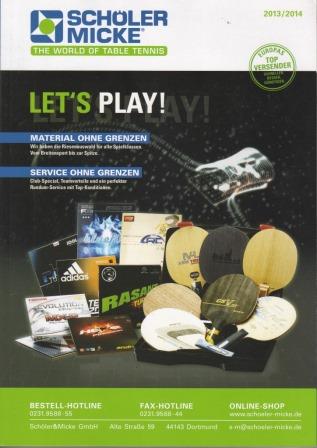 SCHÖLER
MICKE®
THE WORLD OF TABLE TENNIS
2013/2014
EUROPAS
TOP
VERSENDER
LET'S PLAY!
MATERIAL OHNE GRENZEN
Wir haben die Riesenauswahl für alle Spielklassen.
Vom Breitensport bis zur Spitze.
SERVICE OHNE GRENZEN
Club-Special, Teamvorteile und ein perfekter
Rundum-Service mit Top-Konditionen.
adidas
EVOLUTION
RASANT
BESTELL-HOTLINE
0231.9588-55
FAX-HOTLINE
0231.9588-44
ONLINE-SHOP
www.schoeler-micke.de
Schöler&Micke GmbH Alte Straße 59 44143 Dortmund s-m@schoeler-micke.de